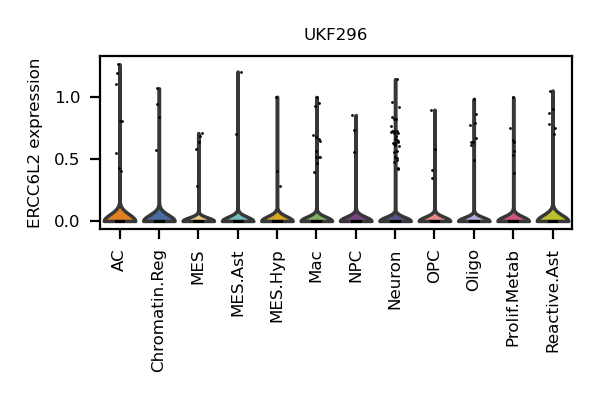 UKF296
ERCC6L2 expression
1.0
0.5
0.0
AC
Chromatin.Reg
MES
MES.Ast
MES.Hyp
Mac
NPC
Neuron
OPC
Oligo
Prolif.Metab
Reactive.Ast